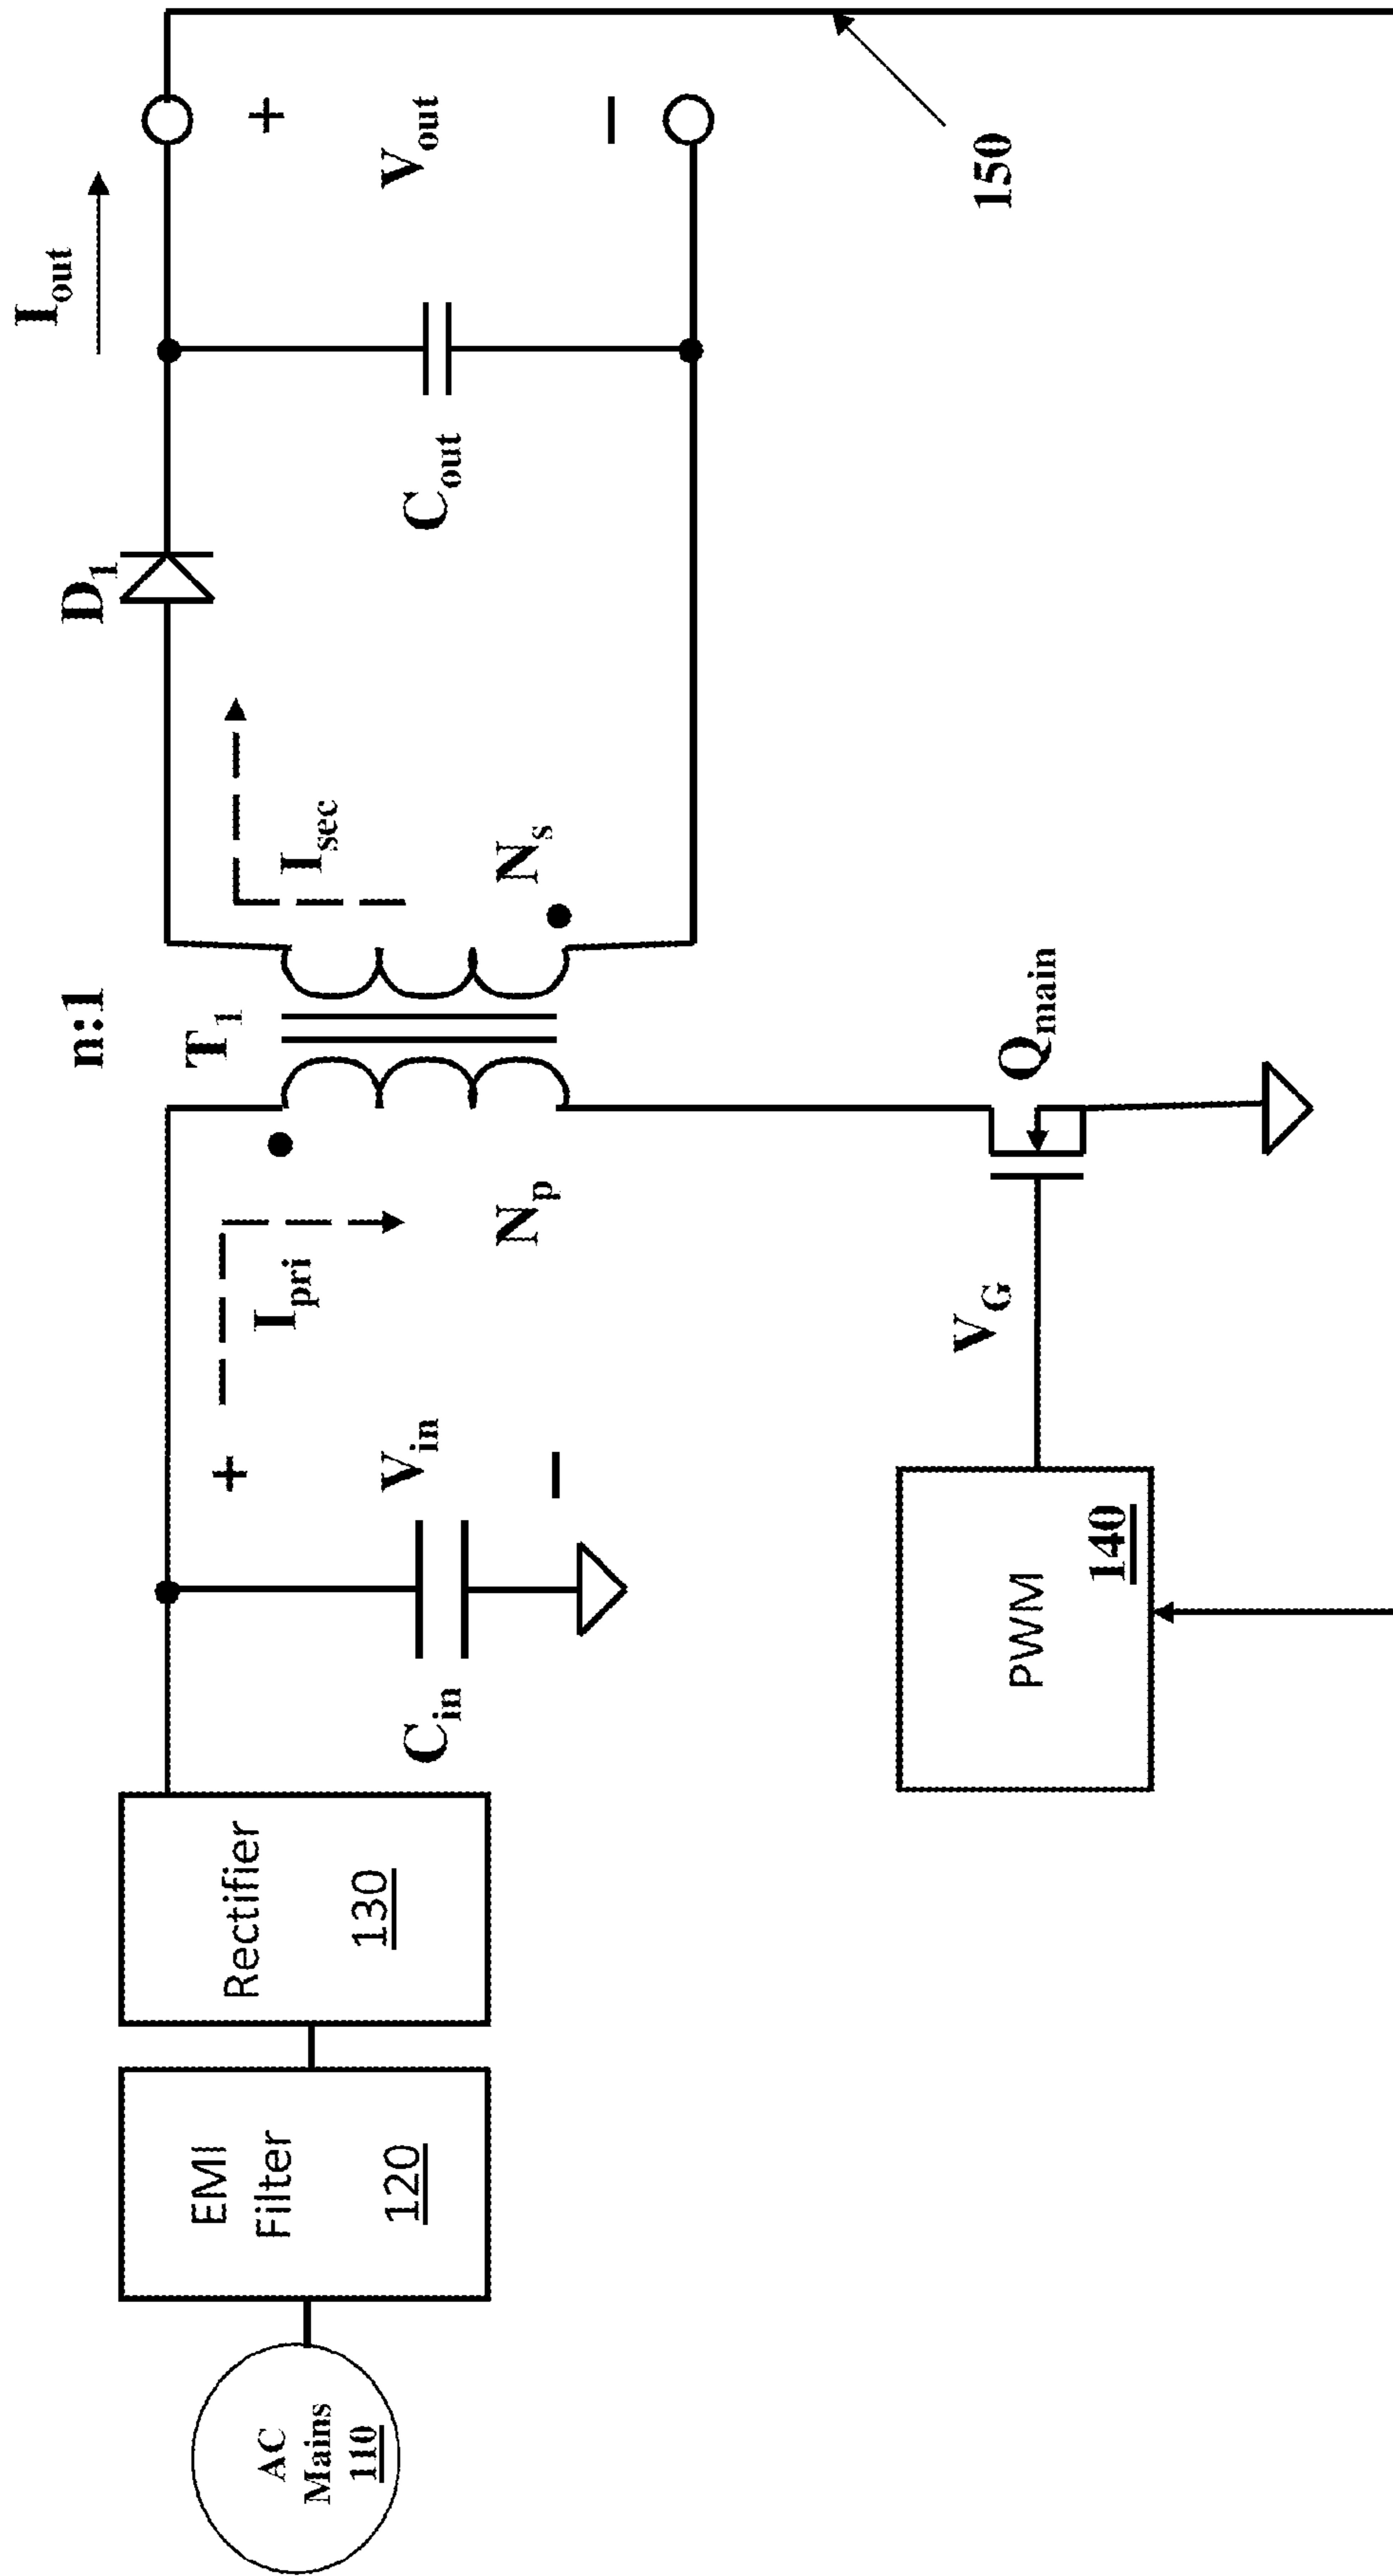 AC
Mains
110
EMI
Filter
120
Rectifier
130
C_in
+
V_in
−
I_pri
N_p
n:1
T_1
I_sec
N_s
D_1
C_out
I_out
+
V_out
−
150
PWM
140
V_G
Q_main